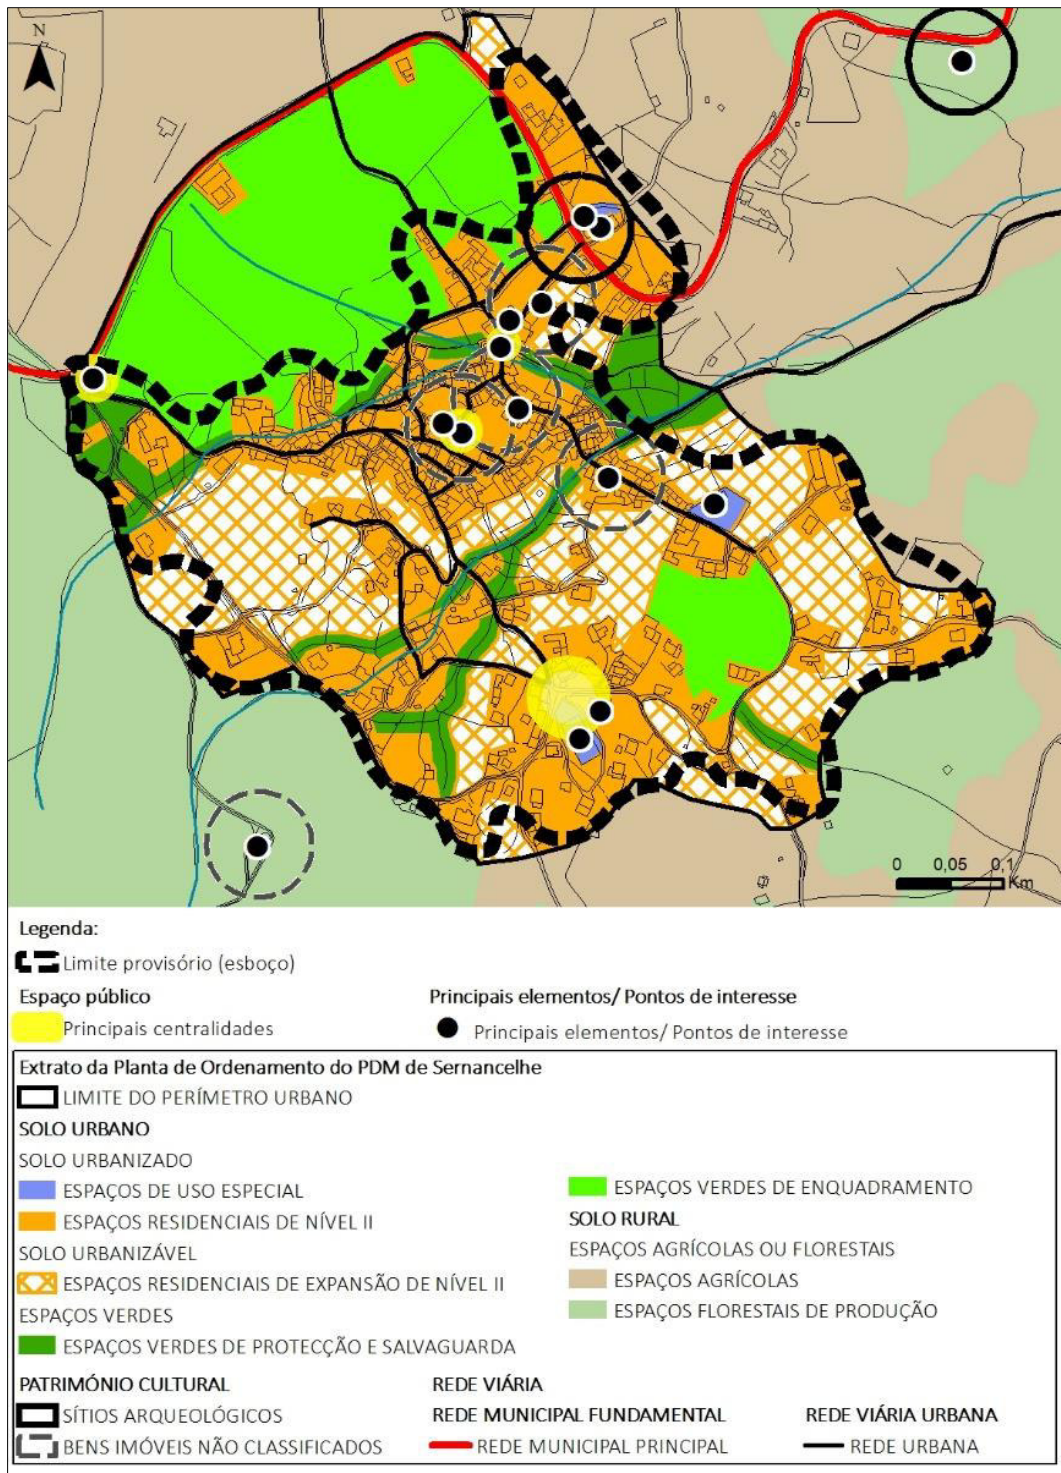 N
0 0,05 0,1
Km
Legenda:
Limite provisório (esboço)
Espaço público
Principais centralidades
Principais elementos/ Pontos de interesse
Principais elementos/ Pontos de interesse
Extrato da Planta de Ordenamento do PDM de Sernancelhe
LIMITE DO PERÍMETRO URBANO
SOLO URBANO
SOLO URBANIZADO
ESPAÇOS DE USO ESPECIAL
ESPAÇOS RESIDENCIAIS DE NÍVEL II
SOLO URBANIZÁVEL
ESPAÇOS RESIDENCIAIS DE EXPANSÃO DE NÍVEL II
ESPAÇOS VERDES
ESPAÇOS VERDES DE PROTECÇÃO E SALVAGUARDA
ESPAÇOS VERDES DE ENQUADRAMENTO
SOLO RURAL
ESPAÇOS AGRÍCOLAS OU FLORESTAIS
ESPAÇOS AGRÍCOLAS
ESPAÇOS FLORESTAIS DE PRODUÇÃO
PATRIMÓNIO CULTURAL
SÍTIOS ARQUEOLÓGICOS
BENS IMÓVEIS NÃO CLASSIFICADOS
REDE VIÁRIA
REDE MUNICIPAL FUNDAMENTAL
REDE MUNICIPAL PRINCIPAL
REDE VIÁRIA URBANA
REDE URBANA